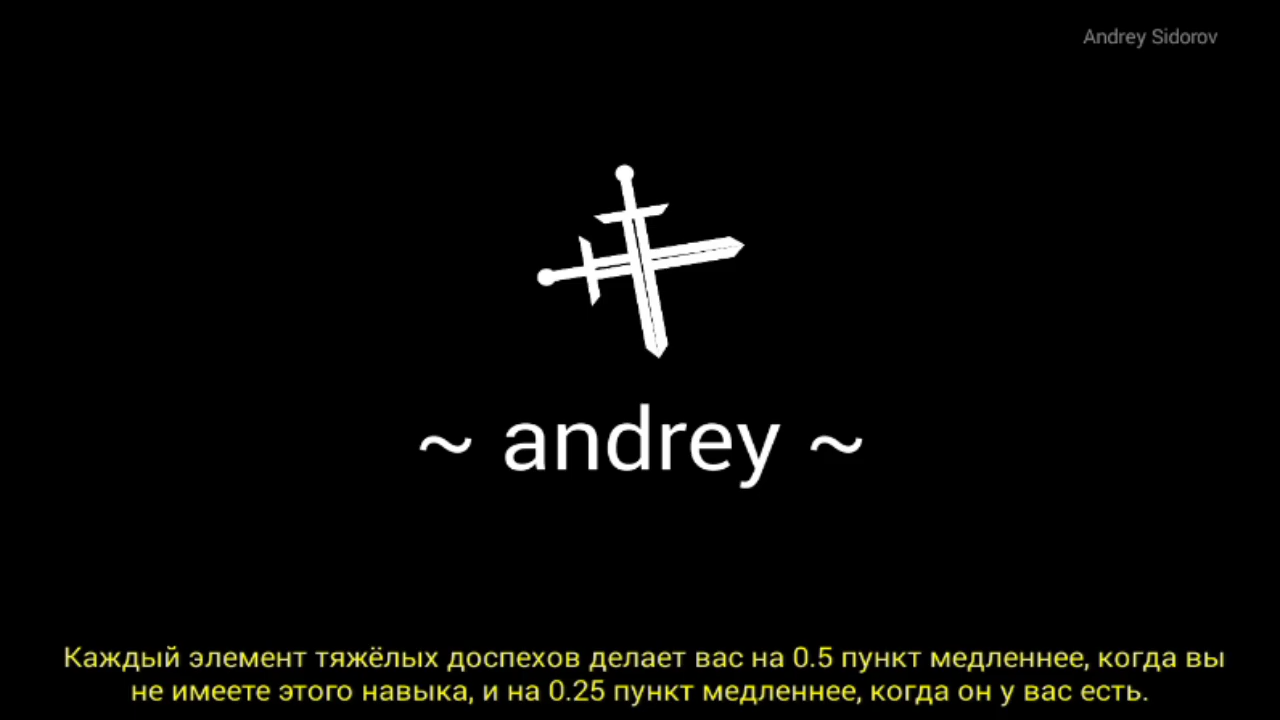 Andrey Sidorov
~ andrey ~
Каждый элемент тяжёлых доспехов делает вас на 0.5 пункт медленнее, когда вы
не имеете этого навыка, и на 0.25 пункт медленнее, когда он у вас есть.